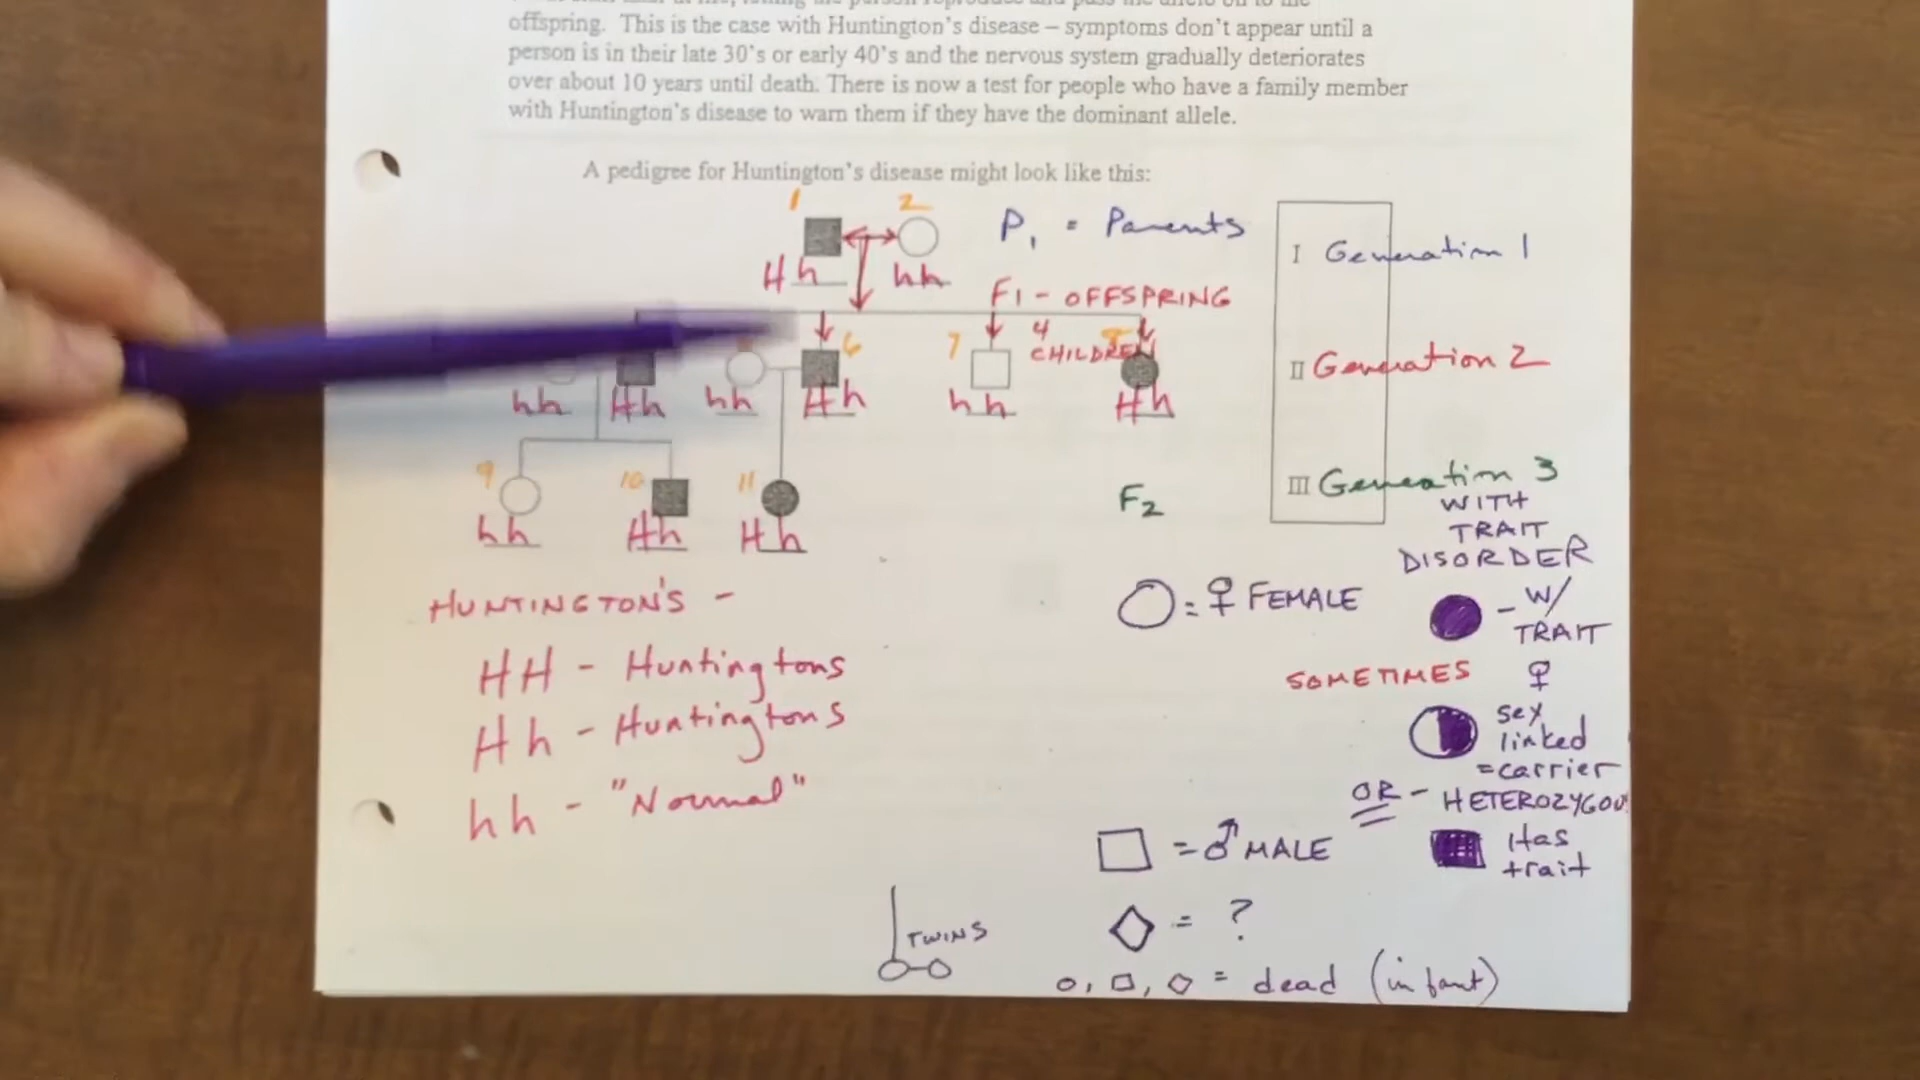 offspring. This is the case with Huntington's disease – symptoms don't appear until a
person is in their late 30's or early 40's and the nervous system gradually deteriorates
over about 10 years until death. There is now a test for people who have a family member
with Huntington's disease to warn them if they have the dominant allele.
A pedigree for Huntington's disease might look like this:
1 2 P1 = Parents
I Generation 1
Hh hh
F1 - OFFSPRING
4
CHILDREN
6 7
II Generation 2
hh Hh hh Hh hh Hh
9 10 11
F2
III Generation 3
hh Hh Hh
WITH
TRAIT
DISORDER
HUNTINGTON'S -
HH - Huntingtons
Hh - Huntingtons
hh - "Normal"
= ♀ FEMALE
- W/
TRAIT
SOMETIMES ♀
sex
linked
= carrier
OR - HETEROZYGOU
= ♂ MALE
Has
trait
= ?
TWINS
= dead (infant)